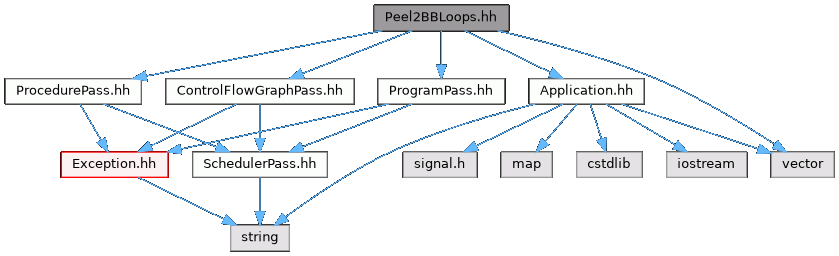 Peel2BBLoops.hh
ProcedurePass.hh
ControlFlowGraphPass.hh
ProgramPass.hh
Application.hh
Exception.hh
SchedulerPass.hh
signal.h
map
cstdlib
iostream
vector
string